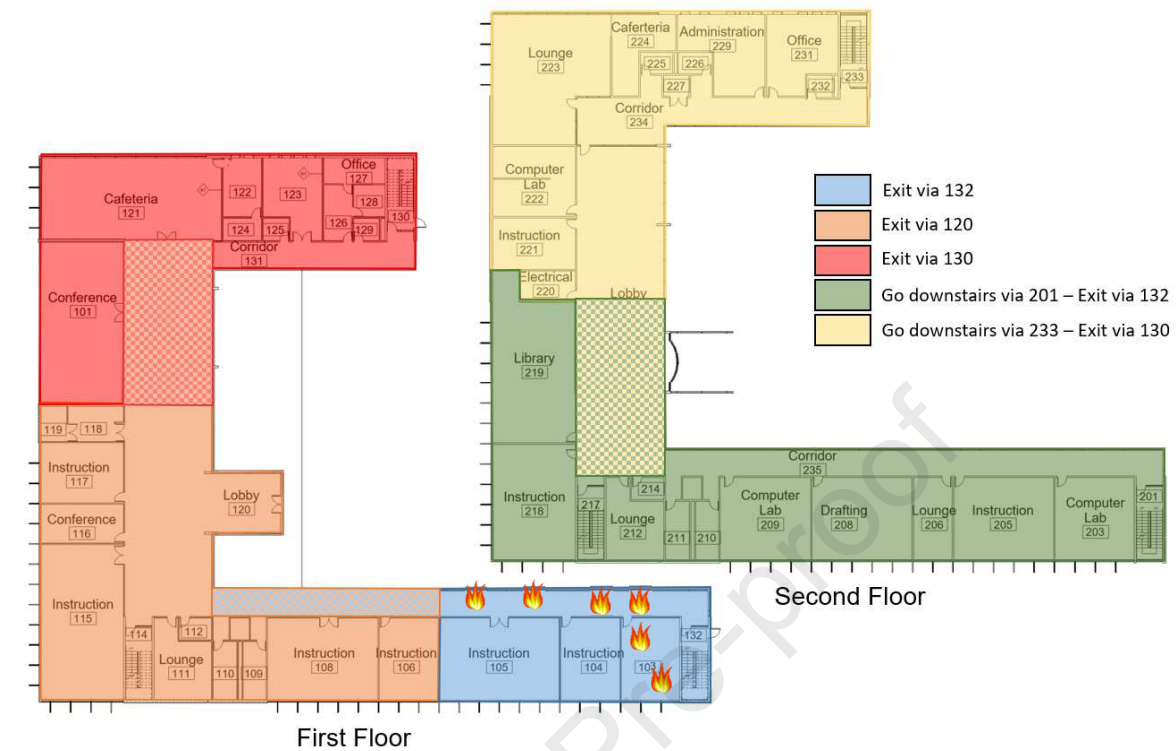 Cafeteria
121
122
123
Office
127
128
124
125
126
129
130
Corridor
131
Conference
101
119
118
Instruction
117
Conference
116
Lobby
120
Instruction
115
114
112
Lounge
111
110
109
Instruction
108
Instruction
106
Instruction
105
Instruction
104
103
132
First Floor
Lounge
223
Caferteria
224
Administration
229
Office
231
225
226
227
232
233
Corridor
234
Computer
Lab
222
Instruction
221
Electrical
220
Lobby
Library
219
Instruction
218
217
214
Lounge
212
211
210
Corridor
235
Computer
Lab
209
Drafting
208
Lounge
206
Instruction
205
Computer
Lab
203
201
Second Floor
Exit via 132
Exit via 120
Exit via 130
Go downstairs via 201 – Exit via 132
Go downstairs via 233 – Exit via 130
Pre-proof